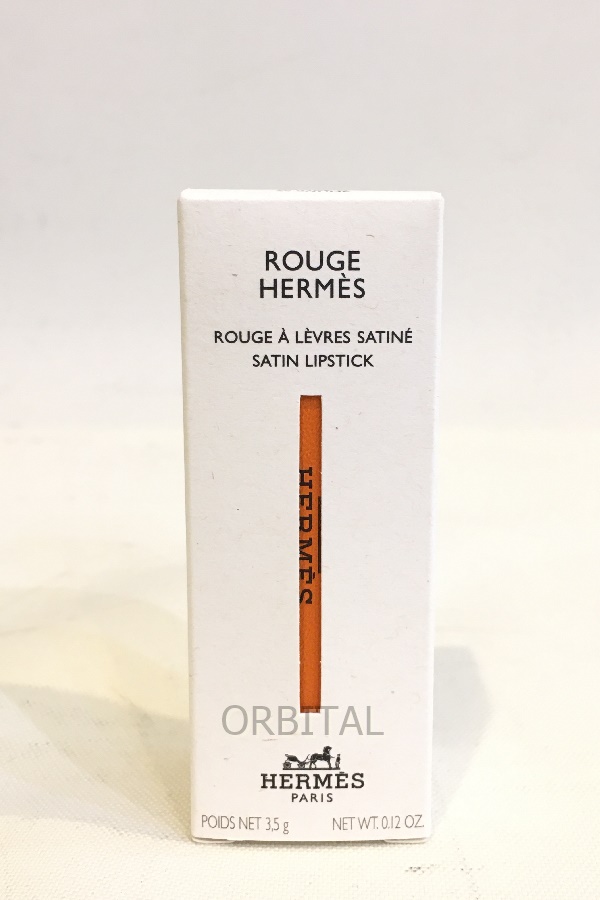 ROUGE
HERMÈS
ROUGE À LÈVRES SATINÉ
SATIN LIPSTICK
HERMÈS
ORBITAL
HERMÈS
PARIS
POIDS NET 3,5 g NET WT. 0.12 OZ.